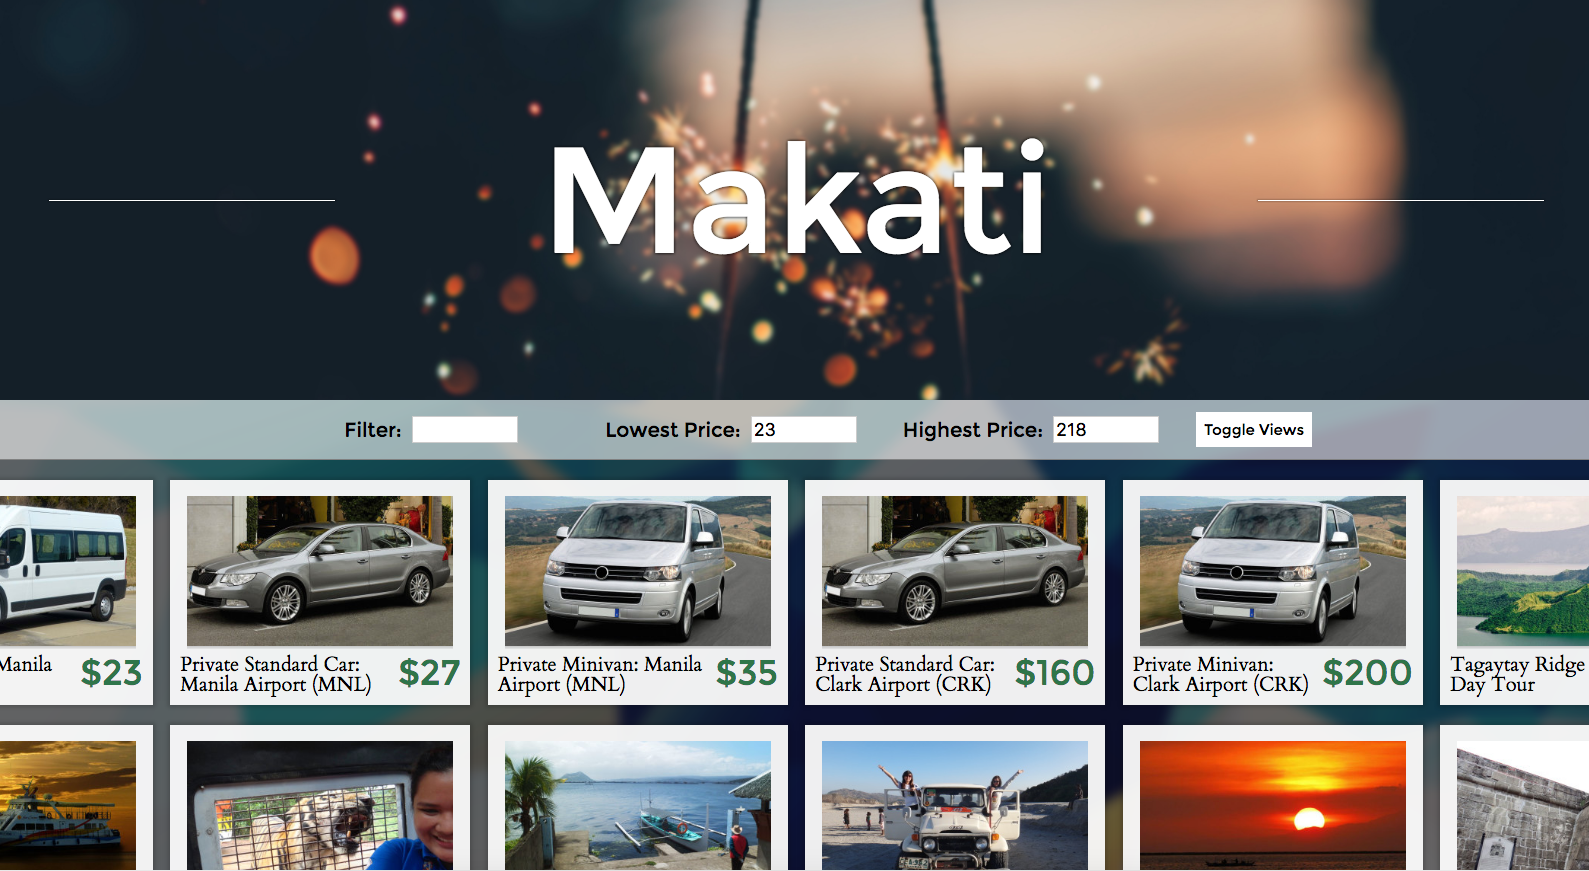 Makati
Filter:
Lowest Price: 23
Highest Price: 218
Toggle Views
Manila
$23
Private Standard Car:
Manila Airport (MNL)
$27
Private Minivan: Manila
Airport (MNL)
$35
Private Standard Car:
Clark Airport (CRK)
$160
Private Minivan:
Clark Airport (CRK)
$200
Tagaytay Ridge
Day Tour